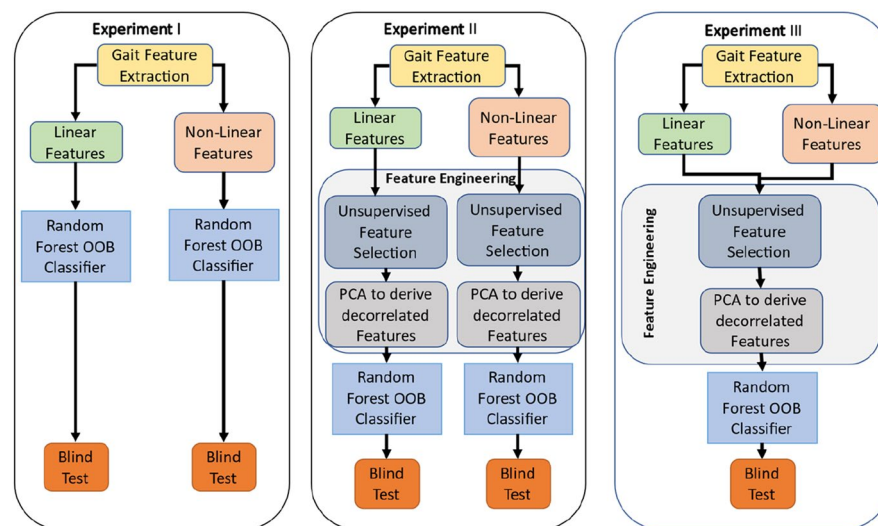 Experiment I
Gait Feature
Extraction
Linear
Features
Non-Linear
Features
Random
Forest OOB
Classifier
Random
Forest OOB
Classifier
Blind
Test
Blind
Test
Experiment II
Gait Feature
Extraction
Linear
Features
Non-Linear
Features
Feature Engineering
Unsupervised
Feature
Selection
Unsupervised
Feature
Selection
PCA to derive
decorrelated
Features
PCA to derive
decorrelated
Features
Random
Forest OOB
Classifier
Random
Forest OOB
Classifier
Blind
Test
Blind
Test
Experiment III
Gait Feature
Extraction
Linear
Features
Non-Linear
Features
Feature Engineering
Unsupervised
Feature
Selection
PCA to derive
decorrelated
Features
Random
Forest OOB
Classifier
Blind
Test